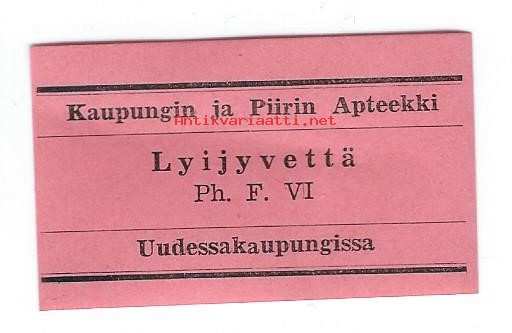 Kaupungin ja Piirin Apteekki
Antikvariaatti.net
Lyijyvettä
Ph. F. VI
Uudessakaupungissa